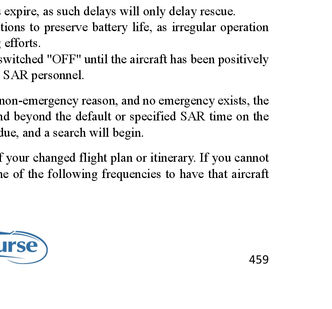 expire, as such delays will only delay rescue.
tions to preserve battery life, as irregular operation
efforts.
switched "OFF" until the aircraft has been positively
SAR personnel.
non-emergency reason, and no emergency exists, the
nd beyond the default or specified SAR time on the
due, and a search will begin.
f your changed flight plan or itinerary. If you cannot
ne of the following frequencies to have that aircraft
urse
459